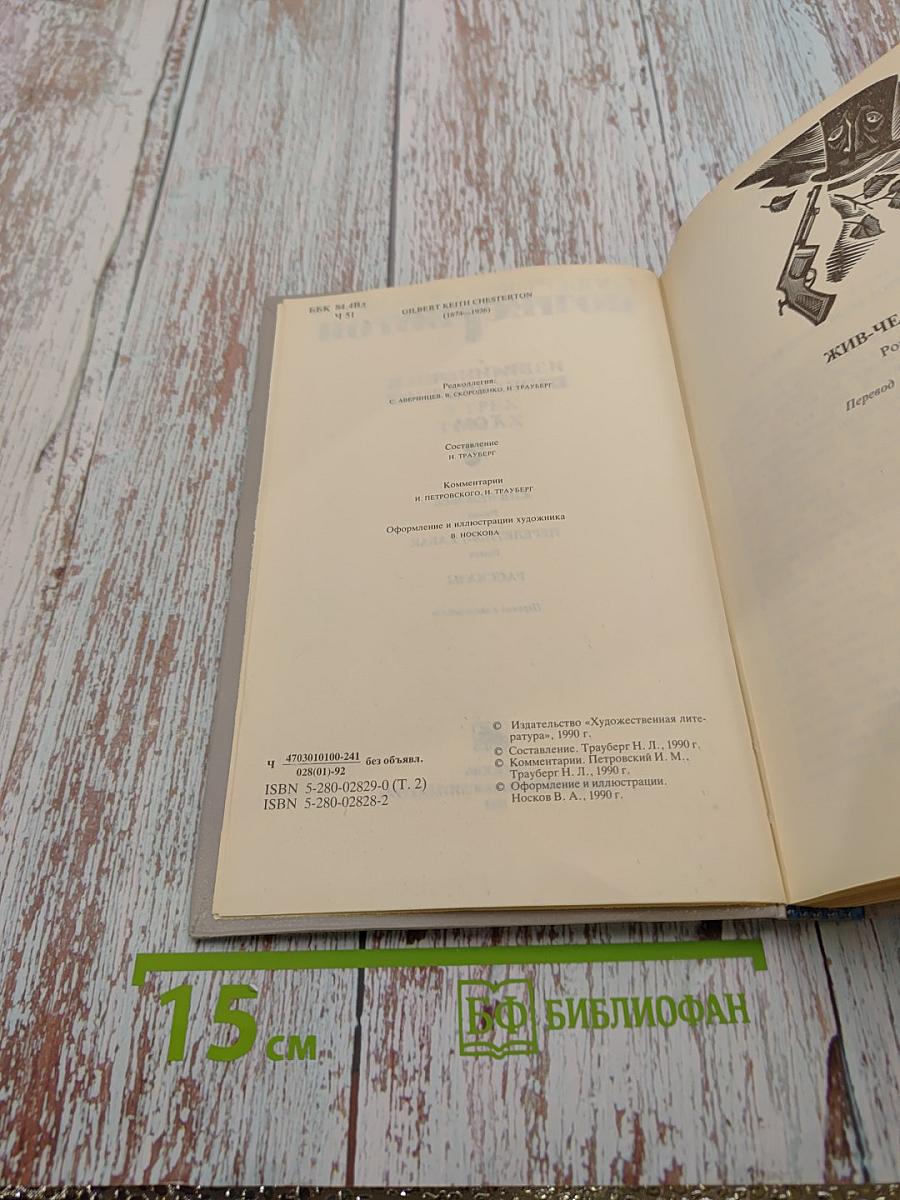 ББК 84.4Вл
Ч 51
GILBERT KEITH CHESTERTON
(1874—1936)
Редколлегия:
С. АВЕРИНЦЕВ, В. СКОРОДЕНКО, Н. ТРАУБЕРГ
Составление
Н. ТРАУБЕРГ
Комментарии
И. ПЕТРОВСКОГО, Н. ТРАУБЕРГ
Оформление и иллюстрации художника
В. НОСКОВА
Ч 4703010100-241 без объявл.
028(01)-92
ISBN 5-280-02829-0 (Т. 2)
ISBN 5-280-02828-2
© Издательство «Художественная лите-
ратура», 1990 г.
© Составление. Трауберг Н. Л., 1990 г.
© Комментарии. Петровский И. М.,
Трауберг Н. Л., 1990 г.
© Оформление и иллюстрации.
Носков В. А., 1990 г.
ЖИВ-ЧЕ
Ро
Перевод
15 см
БФ БИБЛИОФАН